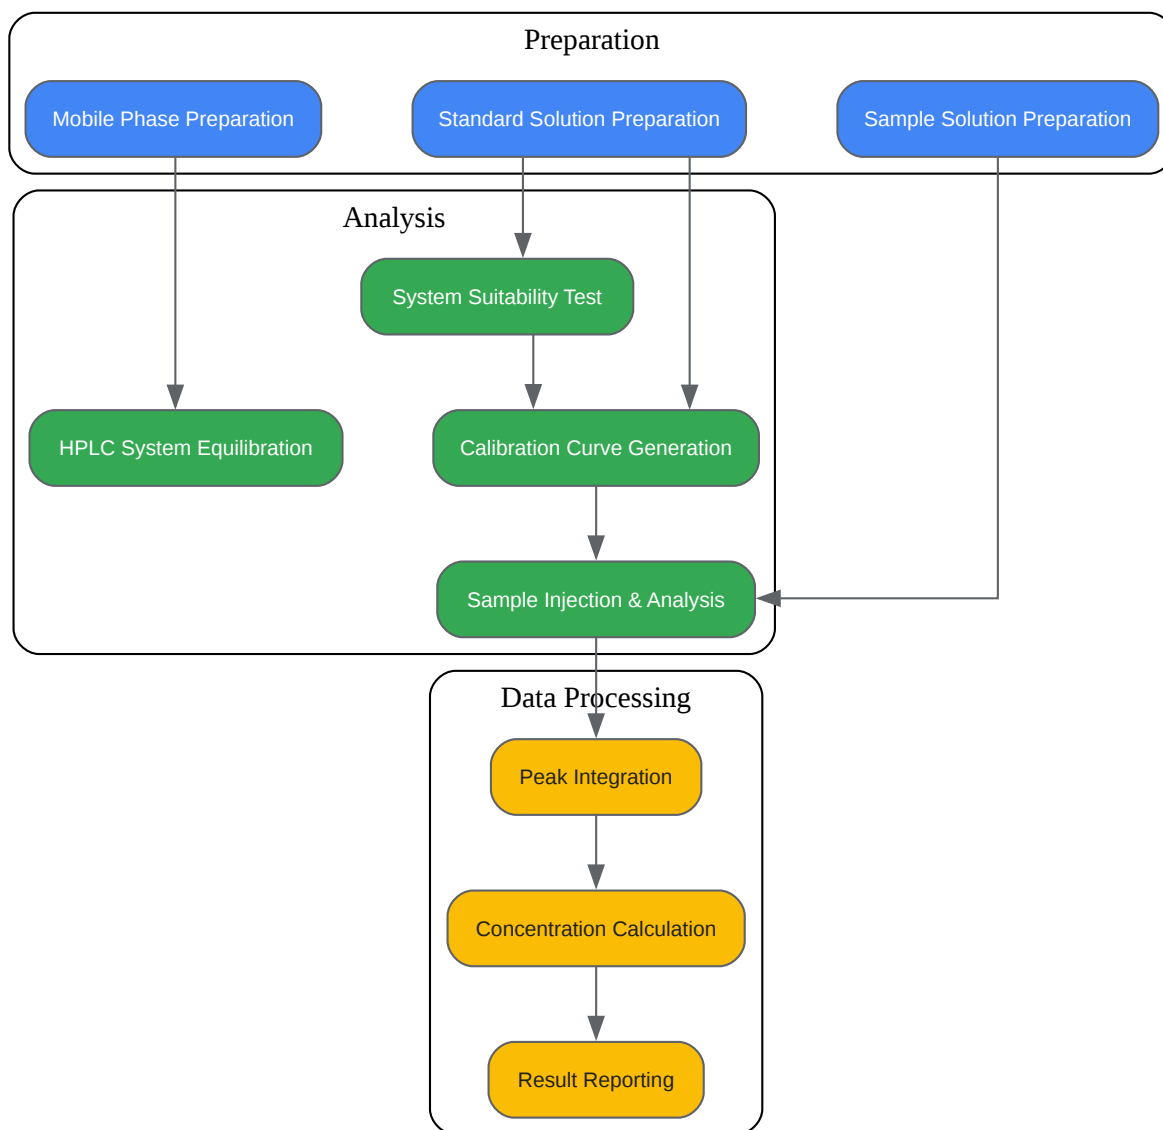 Preparation
Mobile Phase Preparation
Standard Solution Preparation
Sample Solution Preparation
Analysis
System Suitability Test
HPLC System Equilibration
Calibration Curve Generation
Sample Injection & Analysis
Data Processing
Peak Integration
Concentration Calculation
Result Reporting